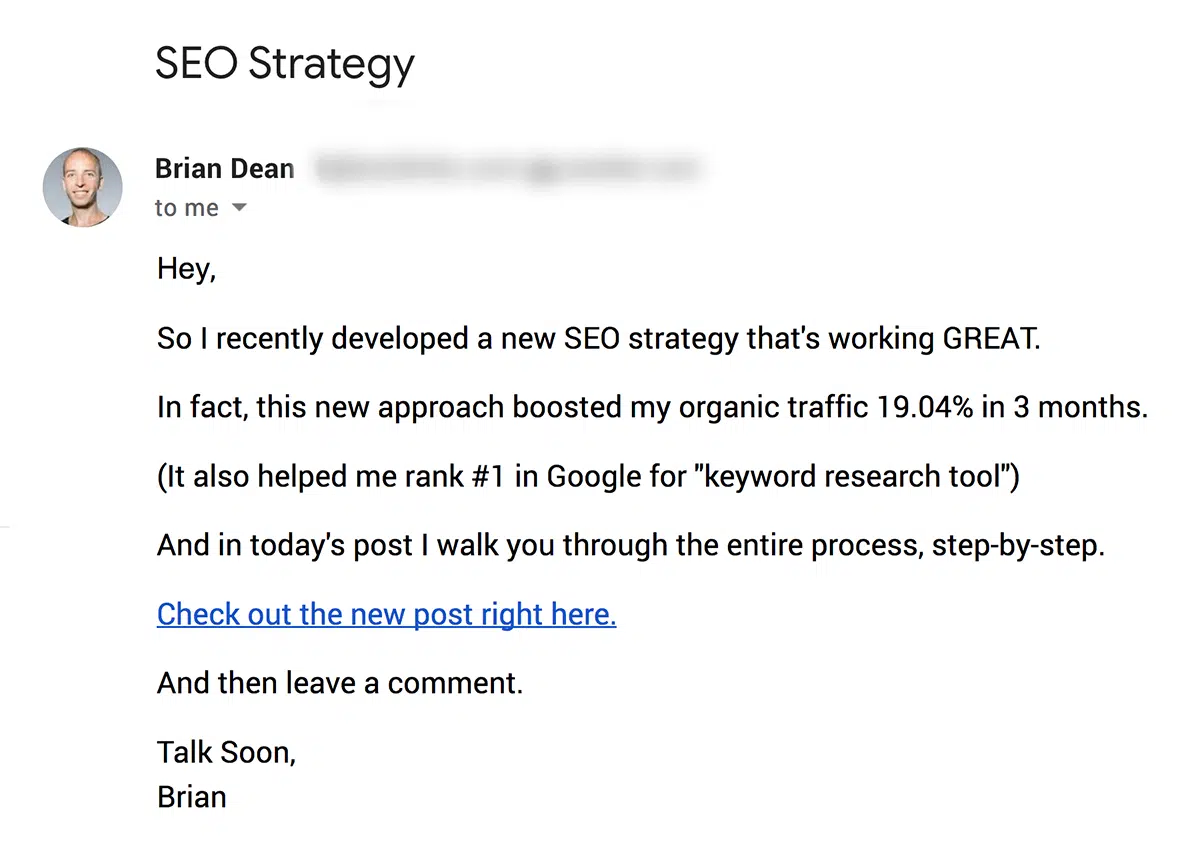 SEO Strategy
Brian Dean
to me
Hey,
So I recently developed a new SEO strategy that's working GREAT.
In fact, this new approach boosted my organic traffic 19.04% in 3 months.
(It also helped me rank #1 in Google for "keyword research tool")
And in today's post I walk you through the entire process, step-by-step.
Check out the new post right here.
And then leave a comment.
Talk Soon,
Brian